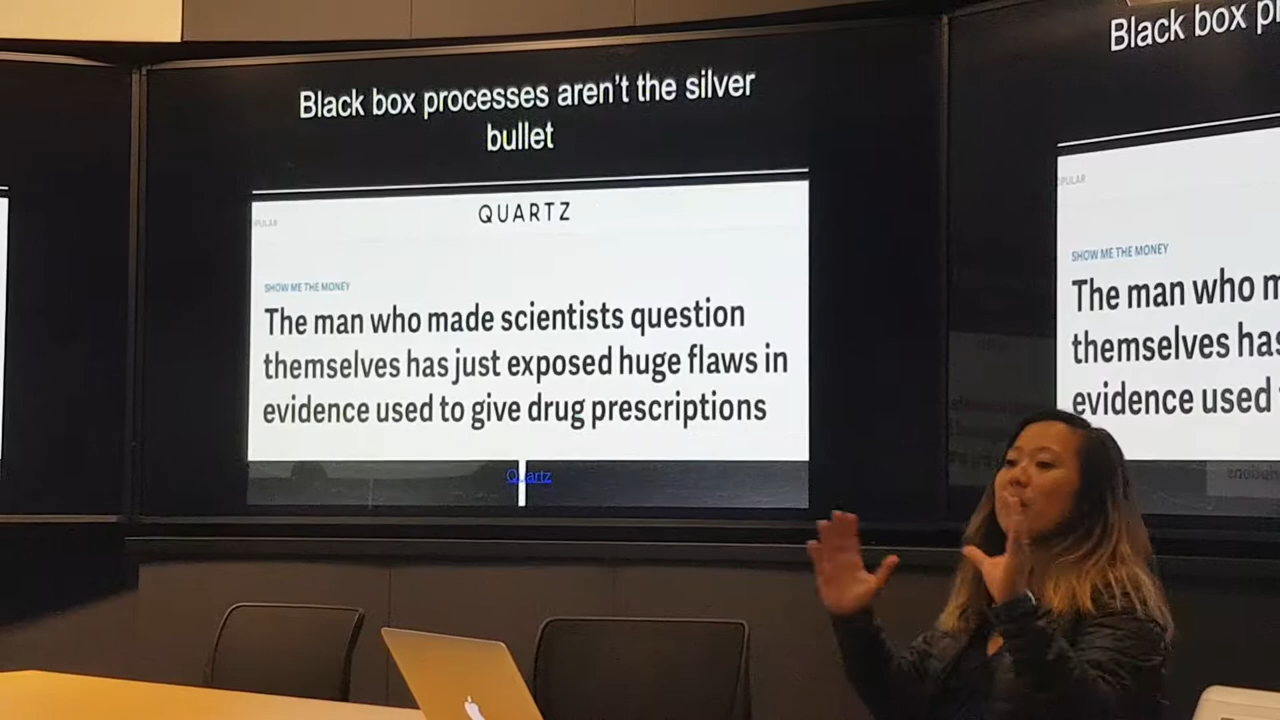 Black box processes aren't the silver
bullet
QUARTZ
SHOW ME THE MONEY
The man who made scientists question
themselves has just exposed huge flaws in
evidence used to give drug prescriptions
Quartz
Black box
SHOW ME THE MONEY
The man who
themselves has
evidence used